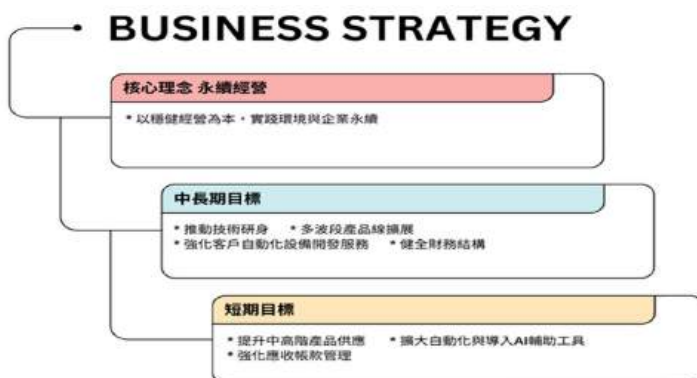 BUSINESS STRATEGY
核心理念 永續經營
* 以穩健經營為本，實踐環境與企業永續
中長期目標
* 推動技術研身 * 多波段產品線擴展
* 強化客戶自動化設備開發服務 * 健全財務結構
短期目標
* 提升中高階產品供應 * 擴大自動化與導入AI輔助工具
* 強化應收帳款管理